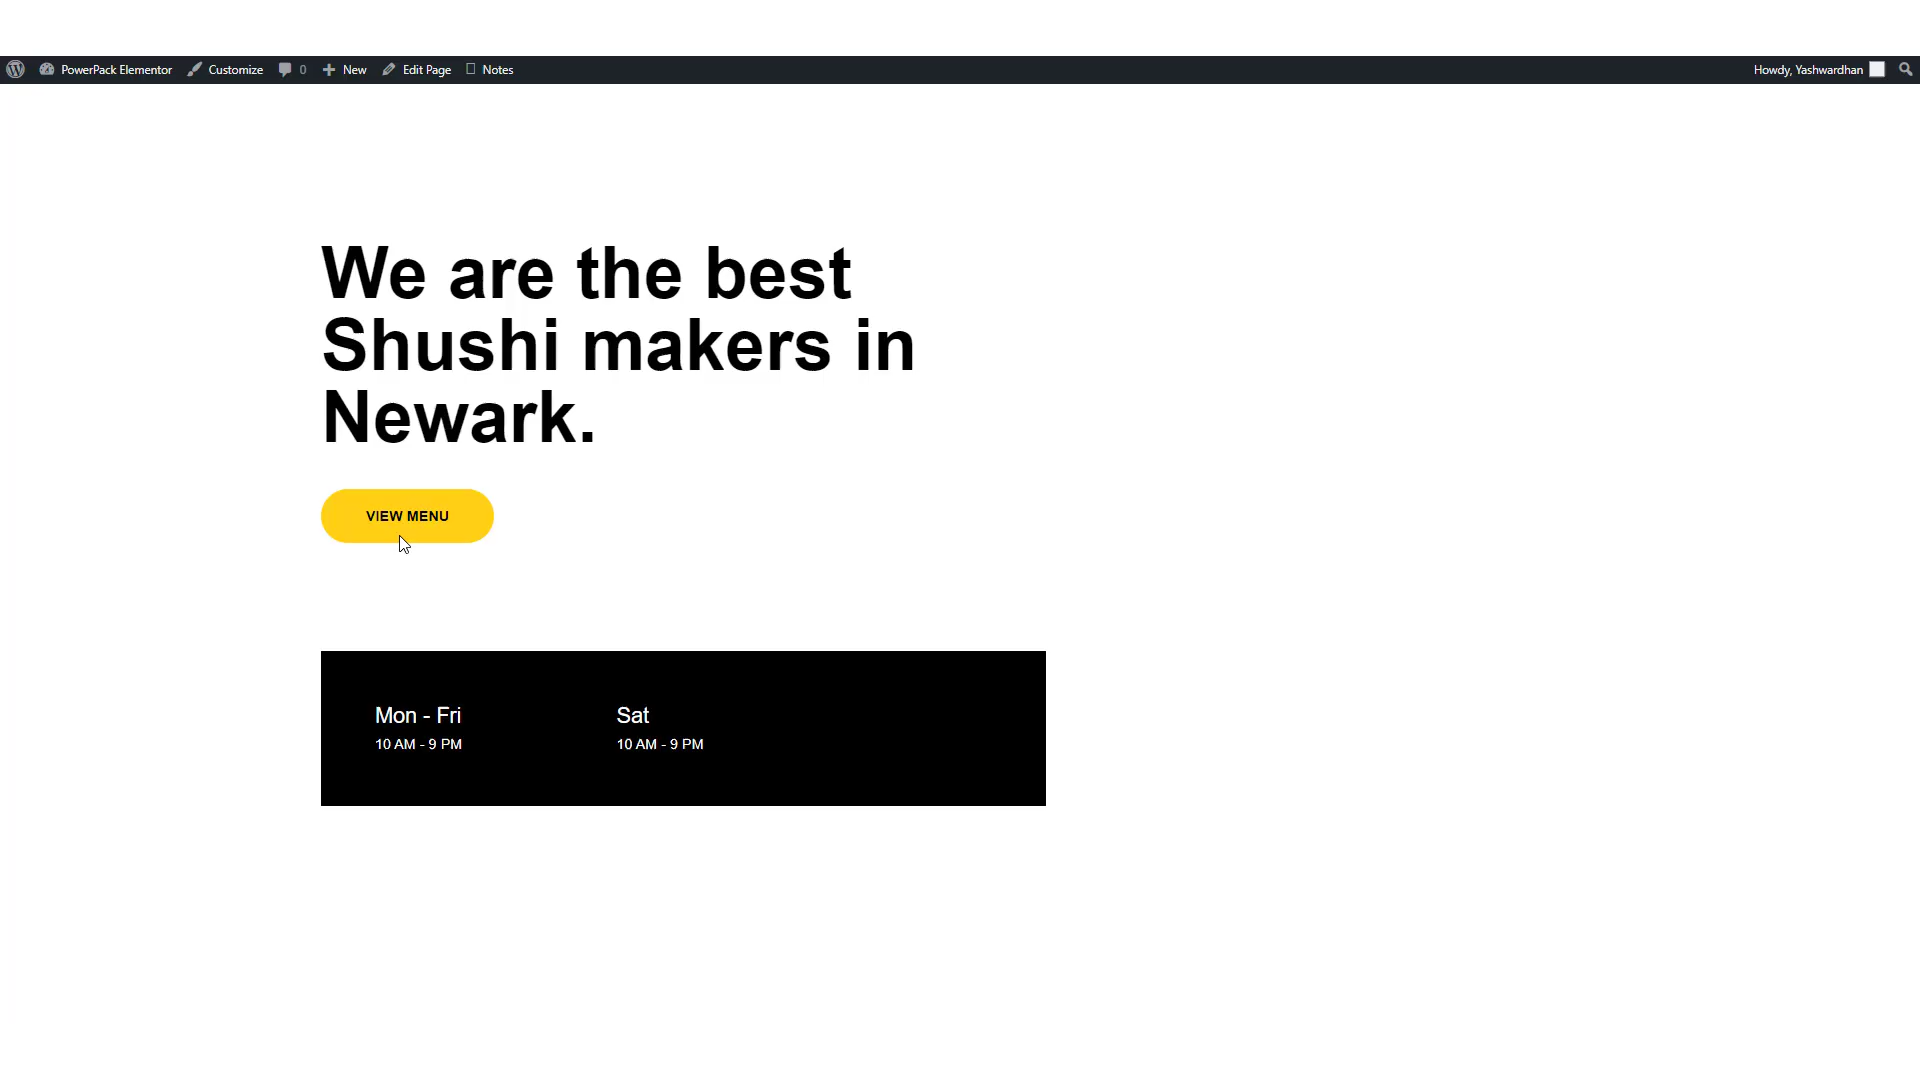 PowerPack Elementor Customize 0 New Edit Page Notes Howdy, Yashwardhan
We are the best
Shushi makers in
Newark.
VIEW MENU
Mon - Fri Sat
10 AM - 9 PM 10 AM - 9 PM